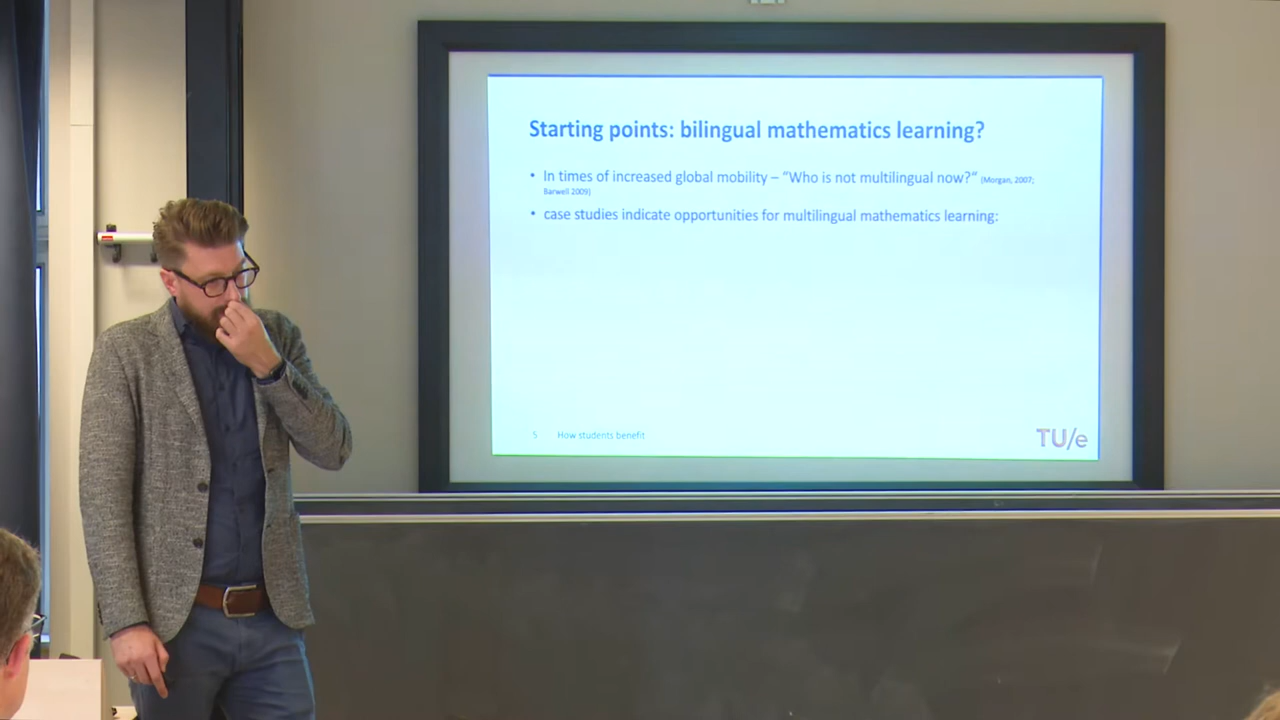 Starting points: bilingual mathematics learning?
• In times of increased global mobility – “Who is not multilingual now?“ (Morgan, 2007;
Barwell 2009)
• case studies indicate opportunities for multilingual mathematics learning:
5 How students benefit
TU/e